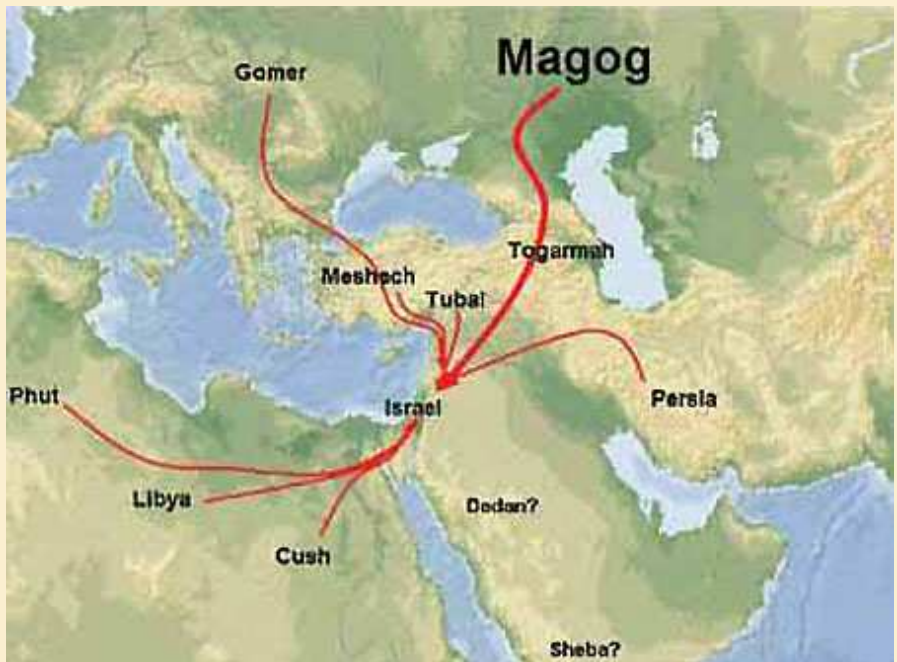 Magog
Gomer
Togarmah
Meshech
Tubal
Persia
Phut
Israel
Libya
Dedan?
Cush
Sheba?